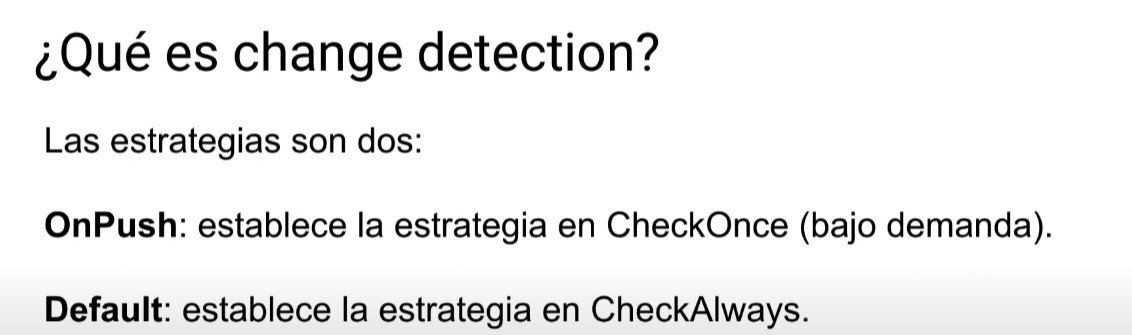 ¿Qué es change detection?
Las estrategias son dos:
OnPush: establece la estrategia en CheckOnce (bajo demanda).
Default: establece la estrategia en CheckAlways.